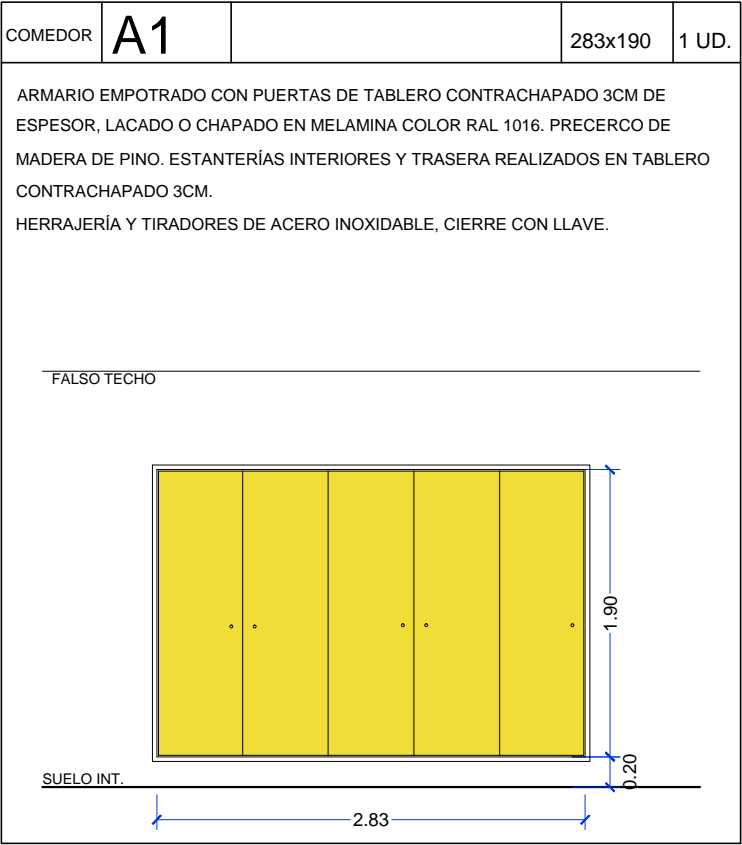 COMEDOR A1 283x190 1 UD.
ARMARIO EMPOTRADO CON PUERTAS DE TABLERO CONTRACHAPADO 3CM DE
ESPESOR, LACADO O CHAPADO EN MELAMINA COLOR RAL 1016. PRECERCO DE
MADERA DE PINO. ESTANTERÍAS INTERIORES Y TRASERA REALIZADOS EN TABLERO
CONTRACHAPADO 3CM.
HERRAJERÍA Y TIRADORES DE ACERO INOXIDABLE, CIERRE CON LLAVE.
FALSO TECHO
1.90
0.20
SUELO INT.
2.83